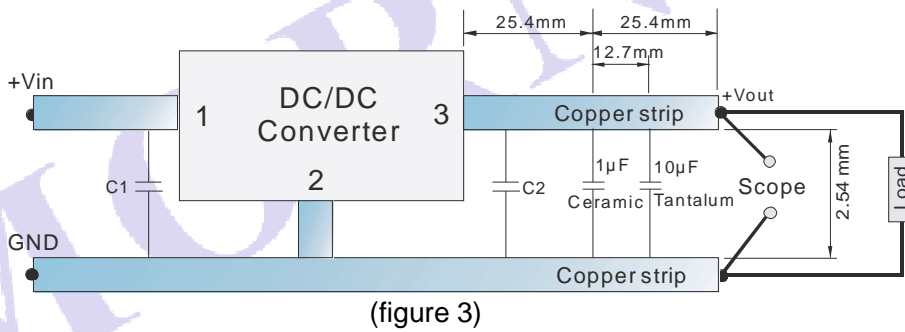 25.4mm 25.4mm
12.7mm
+Vin
DC/DC
Converter
1
2
3
Copper strip
+Vout
C1
C2
1µF
Ceramic
10µF
Tantalum
2.54 mm
Scope
Load
GND
Copper strip
(figure 3)